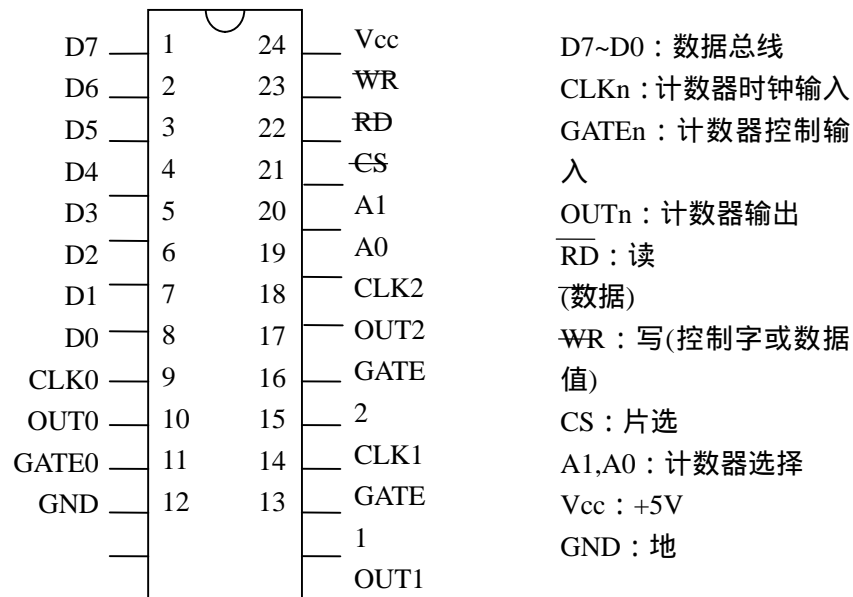 D7 1 24 Vcc
D6 2 23 WR
D5 3 22 RD
D4 4 21 CS
D3 5 20 A1
D2 6 19 A0
D1 7 18 CLK2
D0 8 17 OUT2
CLK0 9 16 GATE
OUT0 10 15 2
GATE0 11 14 CLK1
GND 12 13 GATE
1
OUT1
D7~D0：数据总线
CLKn：计数器时钟输入
GATEn：计数器控制输
入
OUTn：计数器输出
RD：读
(数据)
WR：写(控制字或数据
值)
CS：片选
A1,A0：计数器选择
Vcc：+5V
GND：地